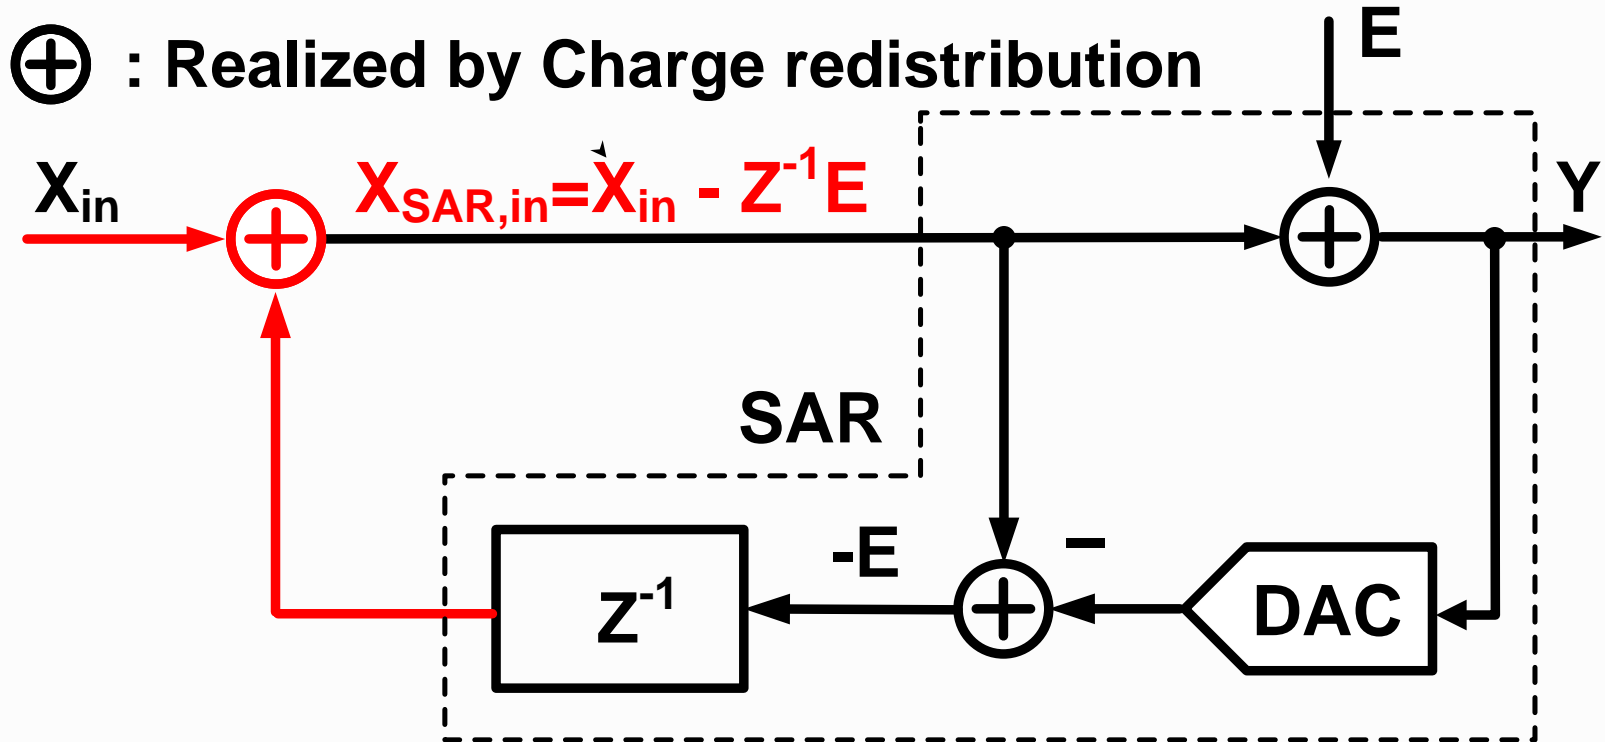 ⊕ : Realized by Charge redistribution
E
Xin
XSAR,in=Xin - Z-1E
Y
SAR
-E
–
Z-1
DAC